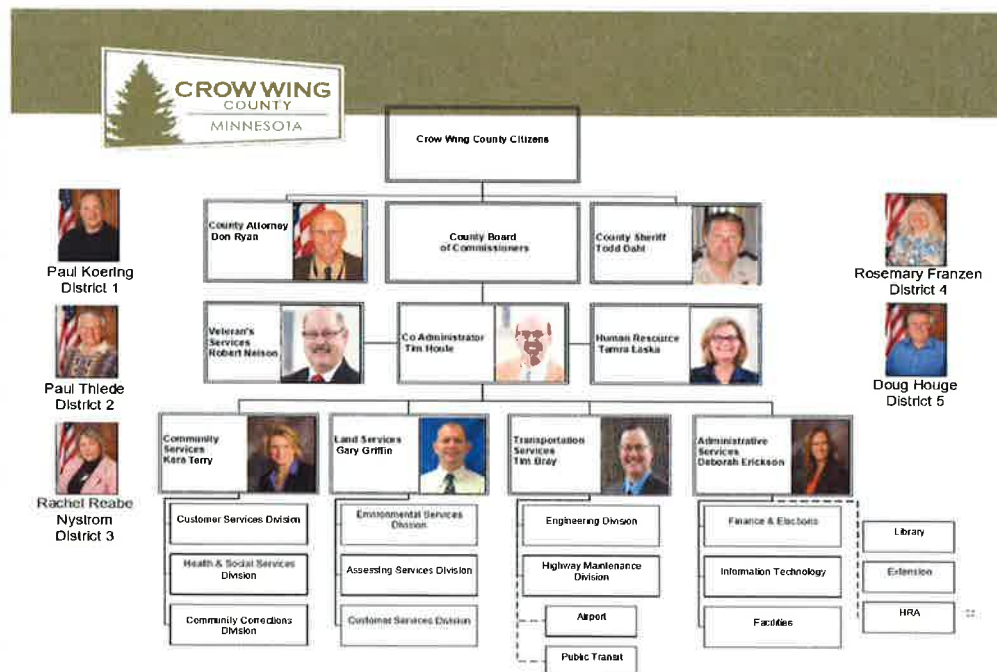 CROW WING
COUNTY
MINNESOTA
Crow Wing County Citizens
County Attorney
Don Ryan
County Board
of Commissioners
County Sheriff
Todd Dahl
Paul Koering
District 1
Rosemary Franzen
District 4
Veteran's
Services
Robert Nelson
Co Administrator
Tim Houle
Human Resource
Tamra Laska
Paul Thiede
District 2
Doug Houge
District 5
Community
Services
Kara Terry
Land Services
Gary Griffin
Transportation
Services
Tim Bray
Administrative
Services
Deborah Erickson
Rachel Reabe
Nystrom
District 3
Customer Services Division
Health & Social Services
Division
Community Corrections
Division
Environmental Services
Division
Assessing Services Division
Customer Services Division
Engineering Division
Highway Maintenance
Division
Airport
Public Transit
Finance & Elections
Information Technology
Facilities
Library
Extension
HRA